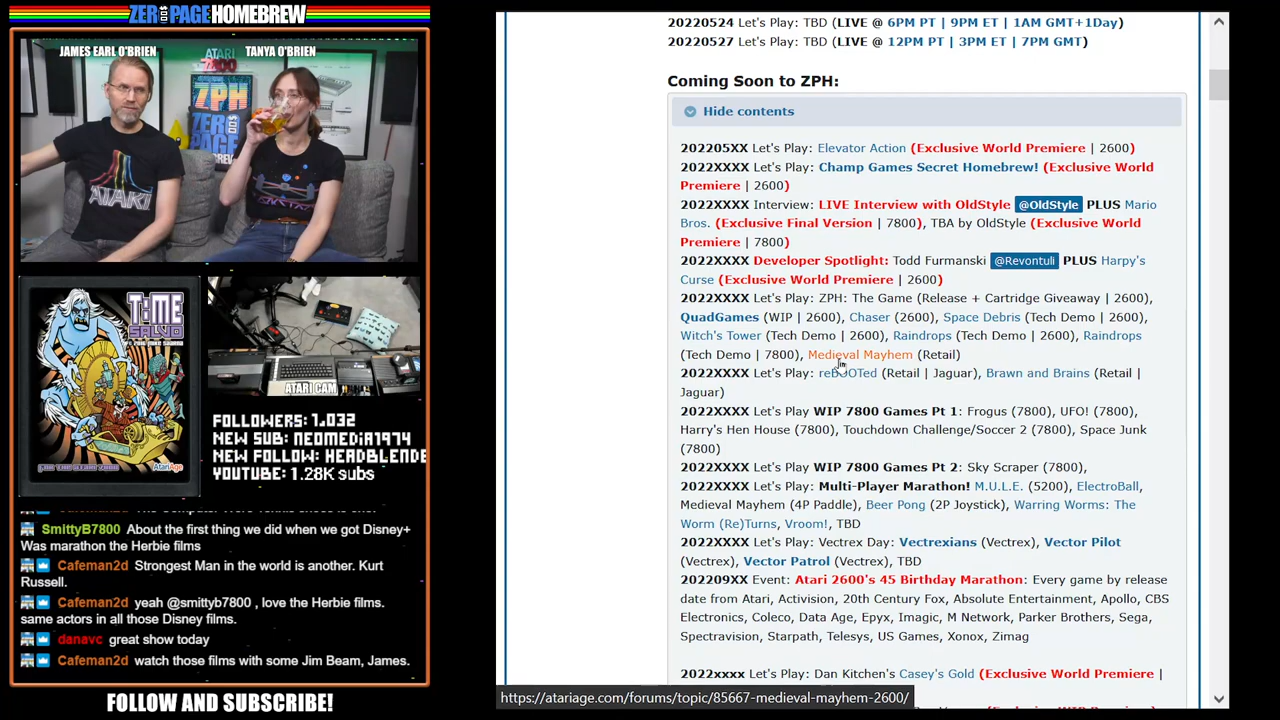 ZER🅾PAGE HOMEBREW
JAMES EARL O'BRIEN
TANYA O'BRIEN
ATARI
ZPH
ZERO
PAGE
ATARI
TIME
SALVO
AtariAge
ATARI CAM
FOLLOWERS: 1,032
NEW SUB: NEOMEDIA1974
NEW FOLLOW: HEADBLENDE
YOUTUBE: 1.28K subs
SmittyB7800 About the first thing we did when we got Disney+
Was marathon the Herbie films
Cafeman2d Strongest Man in the world is another. Kurt
Russell.
Cafeman2d yeah @smittyb7800 , love the Herbie films.
same actors in all those Disney films.
danavc great show today
Cafeman2d watch those films with some Jim Beam, James.
FOLLOW AND SUBSCRIBE!
20220524 Let's Play: TBD (LIVE @ 6PM PT | 9PM ET | 1AM GMT+1Day)
20220527 Let's Play: TBD (LIVE @ 12PM PT | 3PM ET | 7PM GMT)
Coming Soon to ZPH:
Hide contents
202205XX Let's Play: Elevator Action (Exclusive World Premiere | 2600)
2022XXXX Let's Play: Champ Games Secret Homebrew! (Exclusive World
Premiere | 2600)
2022XXXX Interview: LIVE Interview with OldStyle @OldStyle PLUS Mario
Bros. (Exclusive Final Version | 7800), TBA by OldStyle (Exclusive World
Premiere | 7800)
2022XXXX Developer Spotlight: Todd Furmanski @Revontuli PLUS Harpy's
Curse (Exclusive World Premiere | 2600)
2022XXXX Let's Play: ZPH: The Game (Release + Cartridge Giveaway | 2600),
QuadGames (WIP | 2600), Chaser (2600), Space Debris (Tech Demo | 2600),
Witch's Tower (Tech Demo | 2600), Raindrops (Tech Demo | 2600), Raindrops
(Tech Demo | 7800), Medieval Mayhem (Retail)
2022XXXX Let's Play: reBOOTed (Retail | Jaguar), Brawn and Brains (Retail |
Jaguar)
2022XXXX Let's Play WIP 7800 Games Pt 1: Frogus (7800), UFO! (7800),
Harry's Hen House (7800), Touchdown Challenge/Soccer 2 (7800), Space Junk
(7800)
2022XXXX Let's Play WIP 7800 Games Pt 2: Sky Scraper (7800),
2022XXXX Let's Play: Multi-Player Marathon! M.U.L.E. (5200), ElectroBall,
Medieval Mayhem (4P Paddle), Beer Pong (2P Joystick), Warring Worms: The
Worm (Re)Turns, Vroom!, TBD
2022XXXX Let's Play: Vectrex Day: Vectrexians (Vectrex), Vector Pilot
(Vectrex), Vector Patrol (Vectrex), TBD
202209XX Event: Atari 2600's 45 Birthday Marathon: Every game by release
date from Atari, Activision, 20th Century Fox, Absolute Entertainment, Apollo, CBS
Electronics, Coleco, Data Age, Epyx, Imagic, M Network, Parker Brothers, Sega,
Spectravision, Starpath, Telesys, US Games, Xonox, Zimag
2022xxxx Let's Play: Dan Kitchen's Casey's Gold (Exclusive World Premiere |
https://atariage.com/forums/topic/85667-medieval-mayhem-2600/